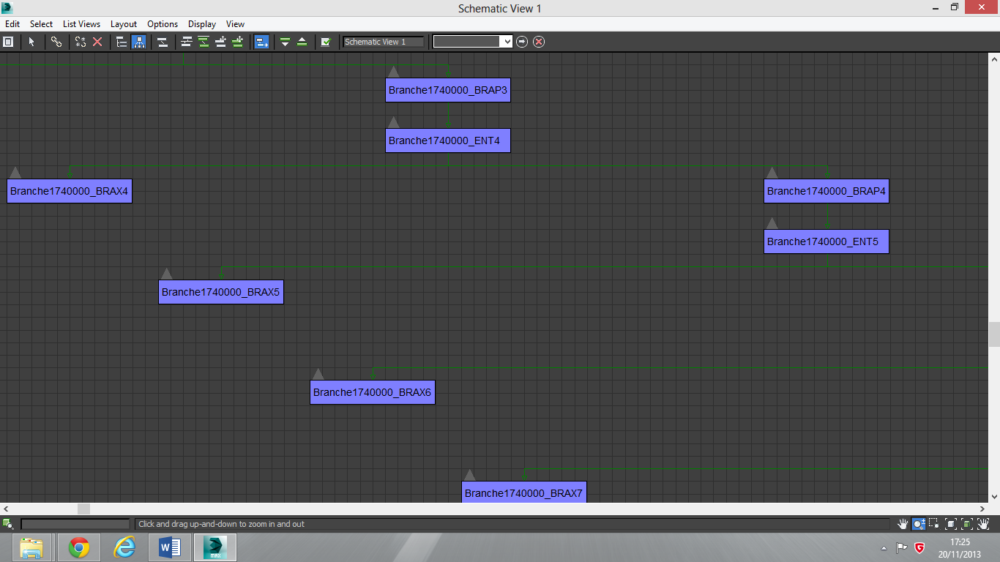 Schematic View 1
Edit Select List Views Layout Options Display View
Schematic View 1
Branche1740000_BRAP3
Branche1740000_ENT4
Branche1740000_BRAX4
Branche1740000_BRAP4
Branche1740000_ENT5
Branche1740000_BRAX5
Branche1740000_BRAX6
Branche1740000_BRAX7
Click and drag up-and-down to zoom in and out
MAX
17:25
20/11/2013